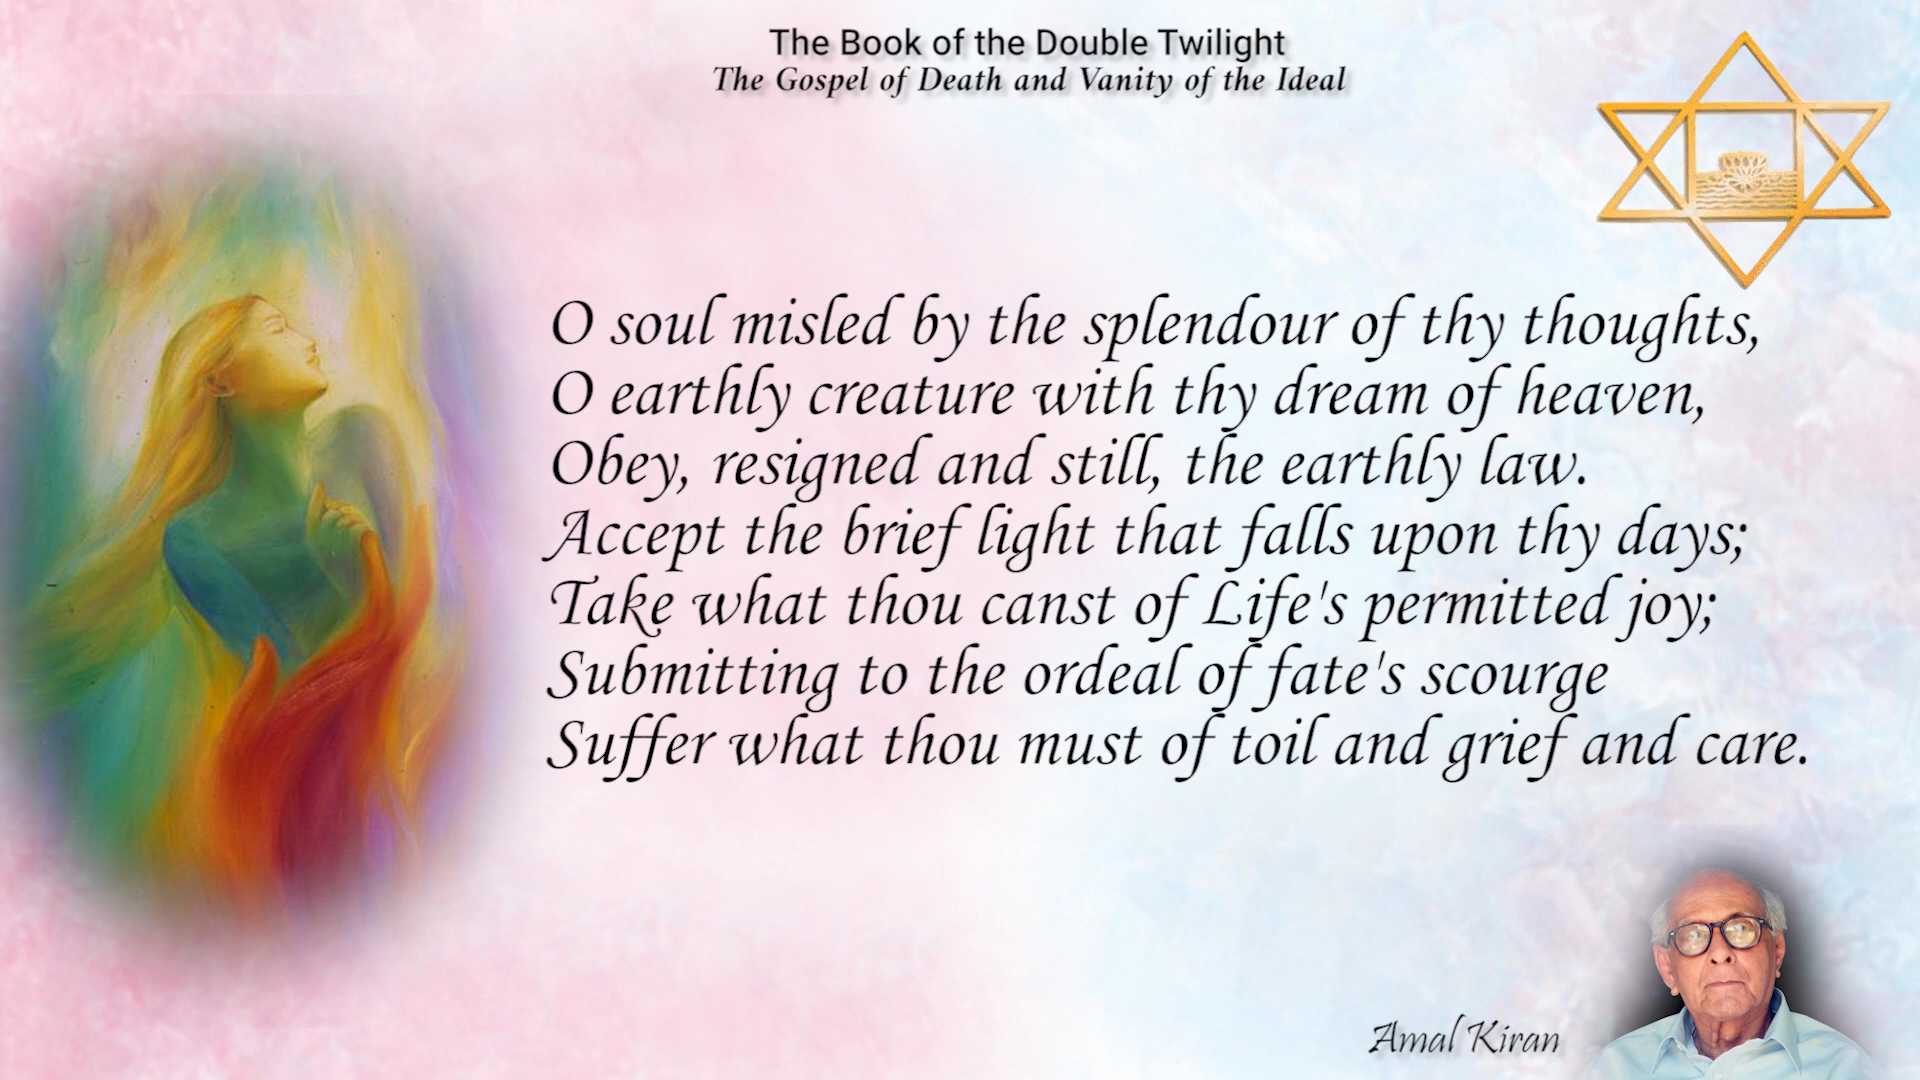 The Book of the Double Twilight
The Gospel of Death and Vanity of the Ideal
O soul misled by the splendour of thy thoughts,
O earthly creature with thy dream of heaven,
Obey, resigned and still, the earthly law.
Accept the brief light that falls upon thy days;
Take what thou canst of Life's permitted joy;
Submitting to the ordeal of fate's scourge
Suffer what thou must of toil and grief and care.
Amal Kiran